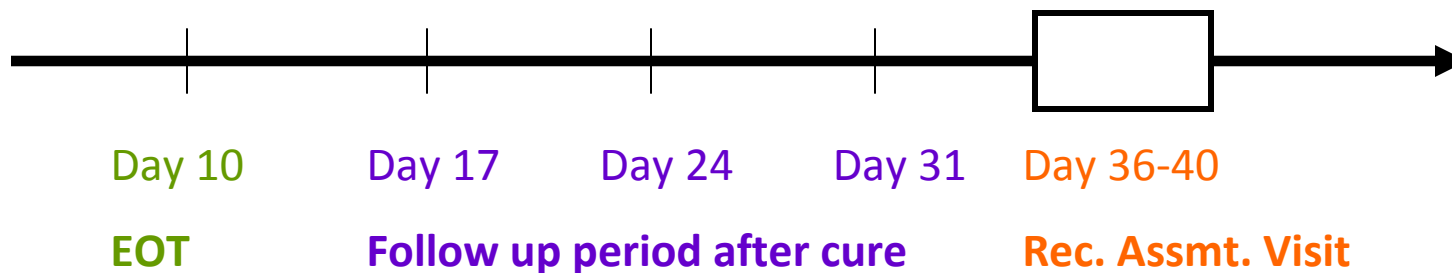 Day 10 Day 17 Day 24 Day 31 Day 36-40
EOT Follow up period after cure Rec. Assmt. Visit